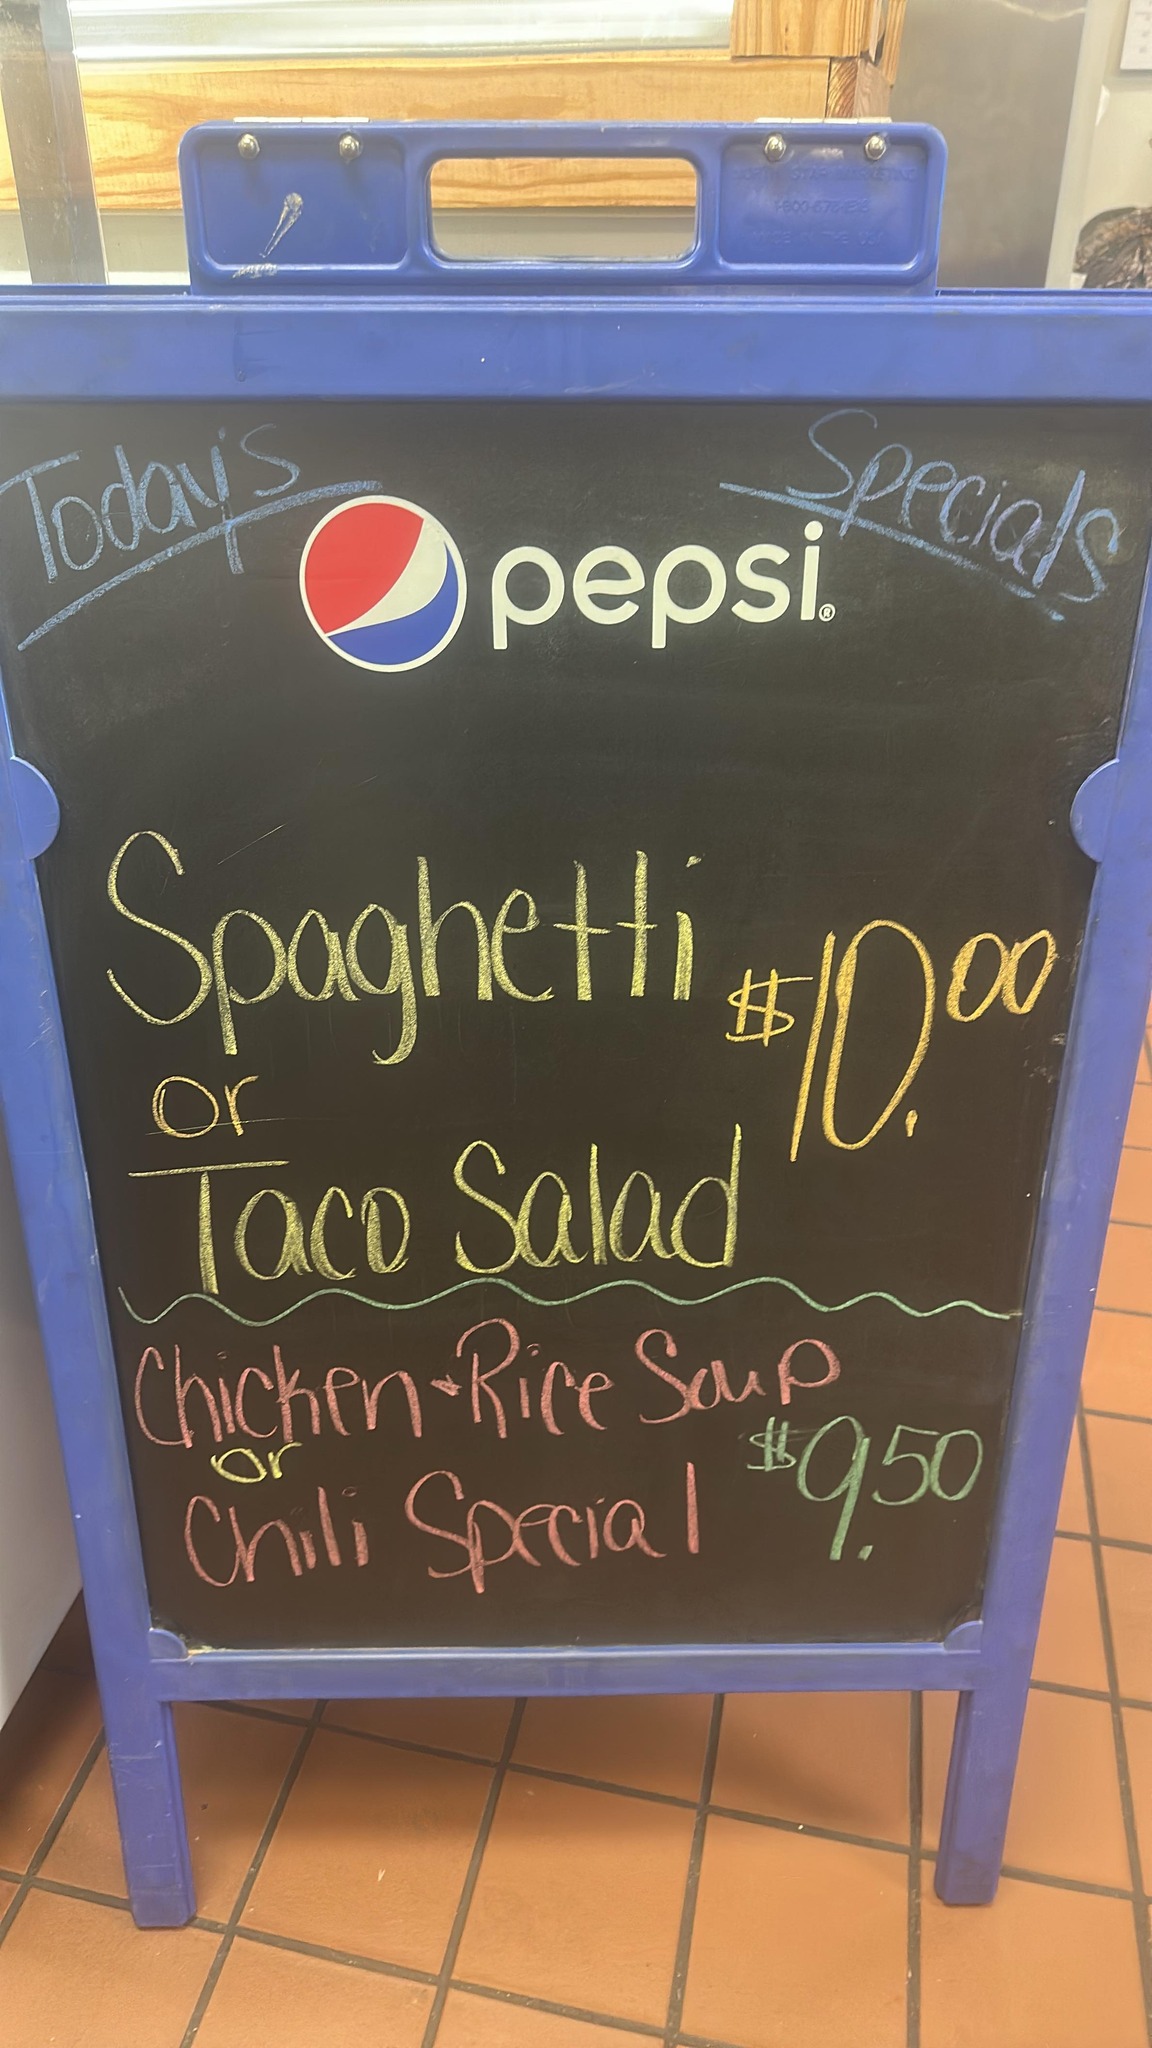 Today's Specials
pepsi®
Spaghetti
$10.00
or
Taco Salad
Chicken + Rice Soup
or
$9.50
Chili Special